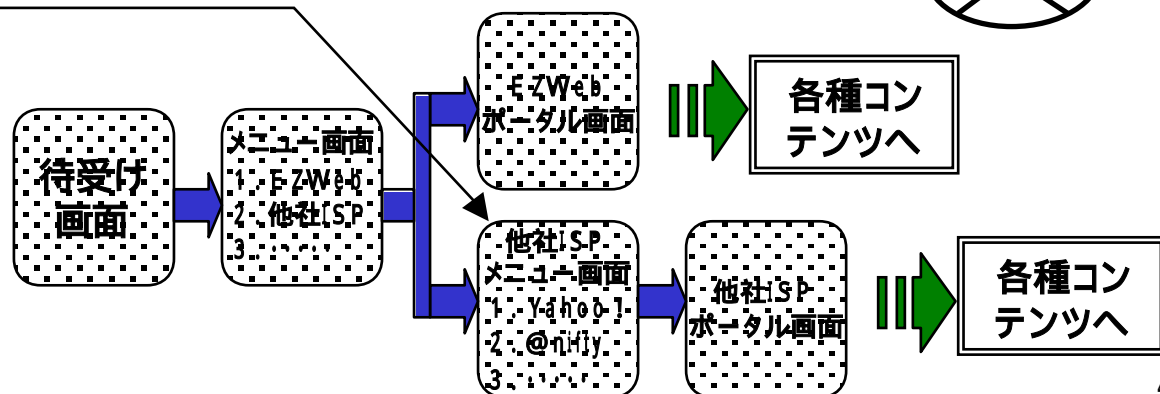 待受け
画面
メニュー画面
1.EZWeb
2.他社ISP
3.・・・・・
EZWeb
ポータル画面
各種コン
テンツへ
他社ISP
メニュー画面
1.Yahoo!
2.@nifty
3.・・・・・
他社ISP
ポータル画面
各種コン
テンツへ